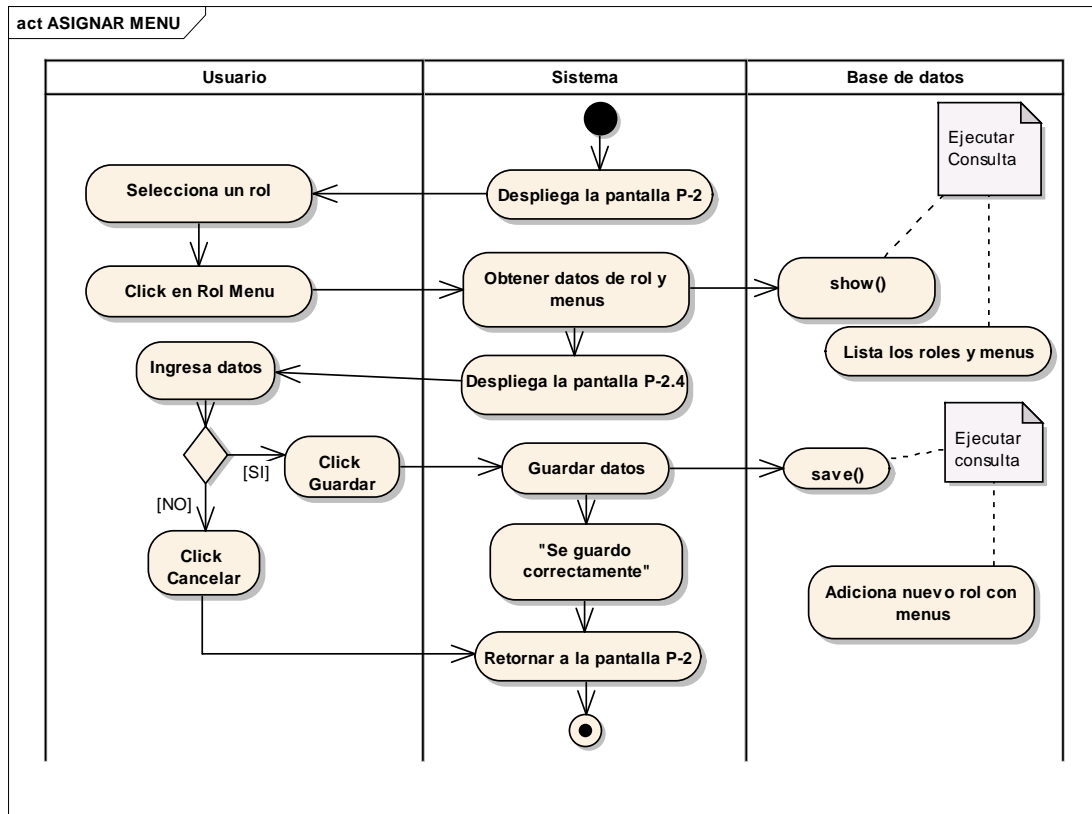 act ASIGNAR MENU
Usuario
Sistema
Base de datos
Ejecutar
Consulta
Selecciona un rol
Despliega la pantalla P-2
Click en Rol Menu
Obtener datos de rol y
menus
show()
Lista los roles y menus
Ingresa datos
Despliega la pantalla P-2.4
Ejecutar
consulta
[SI]
Click
Guardar
Guardar datos
save()
[NO]
Click
Cancelar
"Se guardo
correctamente"
Adiciona nuevo rol con
menus
Retornar a la pantalla P-2